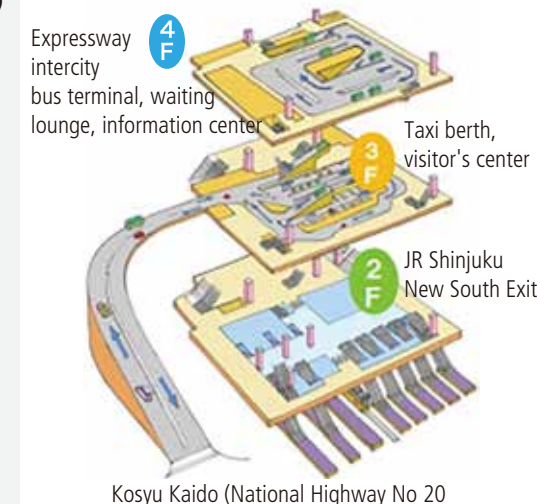 Expressway
intercity
bus terminal, waiting
lounge, information center
4
F
Taxi berth,
visitor's center
3
F
JR Shinjuku
New South Exit
2
F
Kosyu Kaido (National Highway No 20